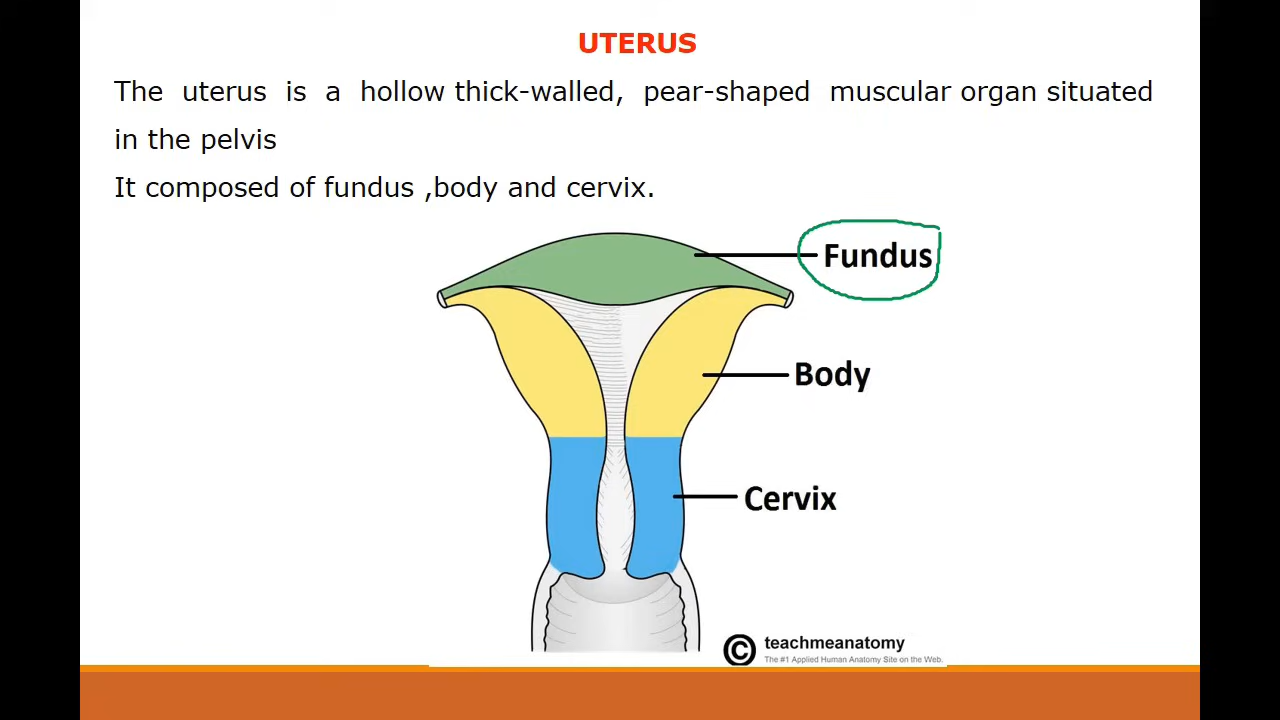 UTERUS
The uterus is a hollow thick-walled, pear-shaped muscular organ situated
in the pelvis
It composed of fundus ,body and cervix.
Fundus
Body
Cervix
© teachmeanatomy
The #1 Applied Human Anatomy Site on the Web.